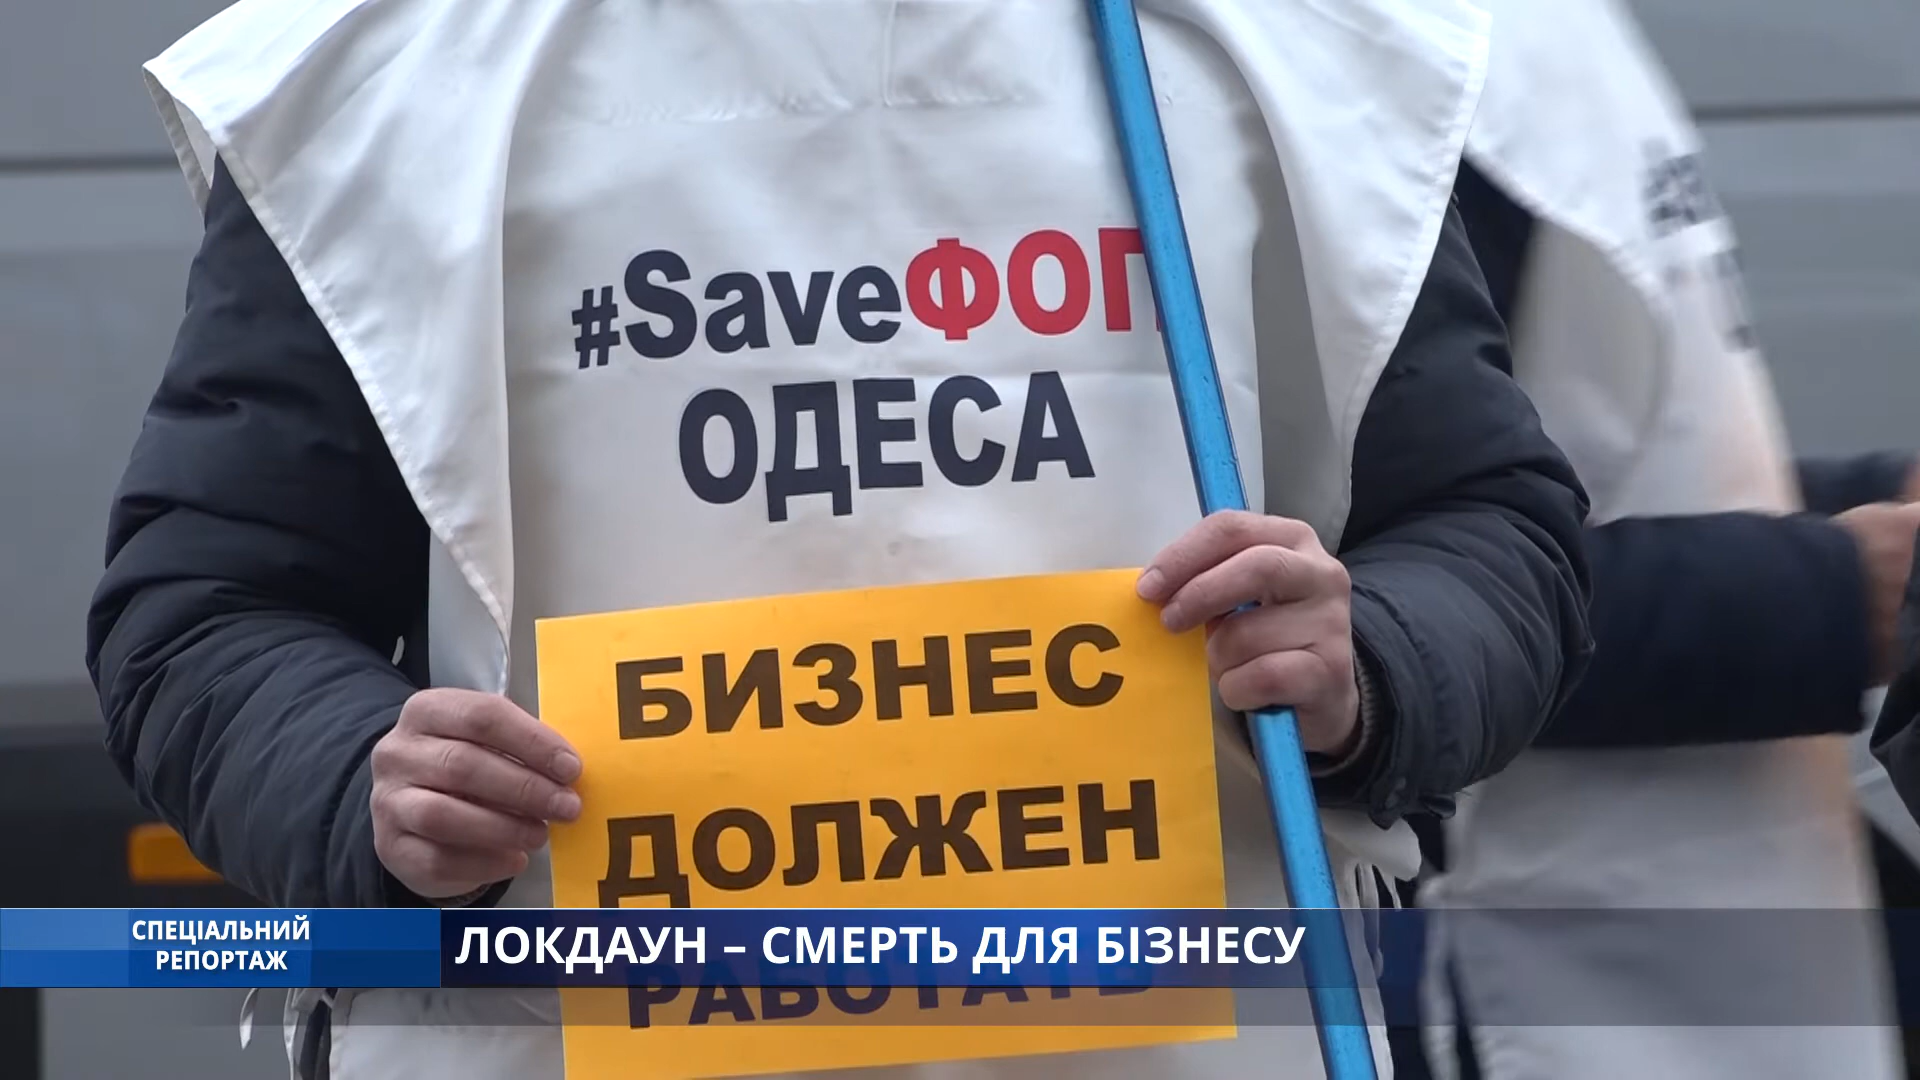 #SaveФОП
ОДЕСА
БИЗНЕС
ДОЛЖЕН
РАБОТАТЬ
СПЕЦІАЛЬНИЙ
РЕПОРТАЖ
ЛОКДАУН – СМЕРТЬ ДЛЯ БІЗНЕСУ